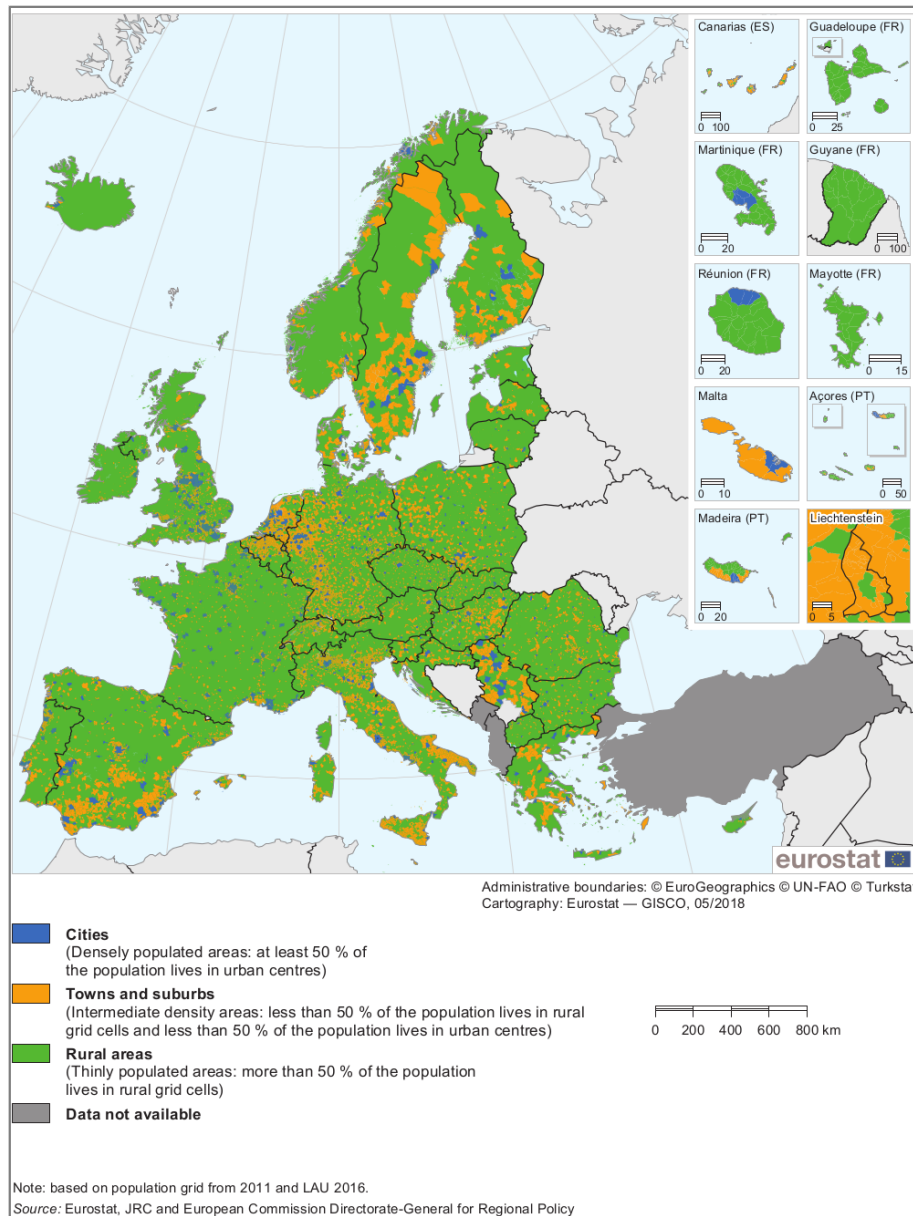 Canarias (ES)
0 100
Guadeloupe (FR)
0 25
Martinique (FR)
0 20
Guyane (FR)
0 100
Réunion (FR)
0 20
Mayotte (FR)
0 15
Malta
0 10
Açores (PT)
0 50
Madeira (PT)
0 20
Liechtenstein
0 5
eurostat
Administrative boundaries: © EuroGeographics © UN-FAO © Turksta
Cartography: Eurostat — GISCO, 05/2018
Cities
(Densely populated areas: at least 50 % of
the population lives in urban centres)
Towns and suburbs
(Intermediate density areas: less than 50 % of the population lives in rural
grid cells and less than 50 % of the population lives in urban centres)
0 200 400 600 800 km
Rural areas
(Thinly populated areas: more than 50 % of the population
lives in rural grid cells)
Data not available
Note: based on population grid from 2011 and LAU 2016.
Source: Eurostat, JRC and European Commission Directorate-General for Regional Policy